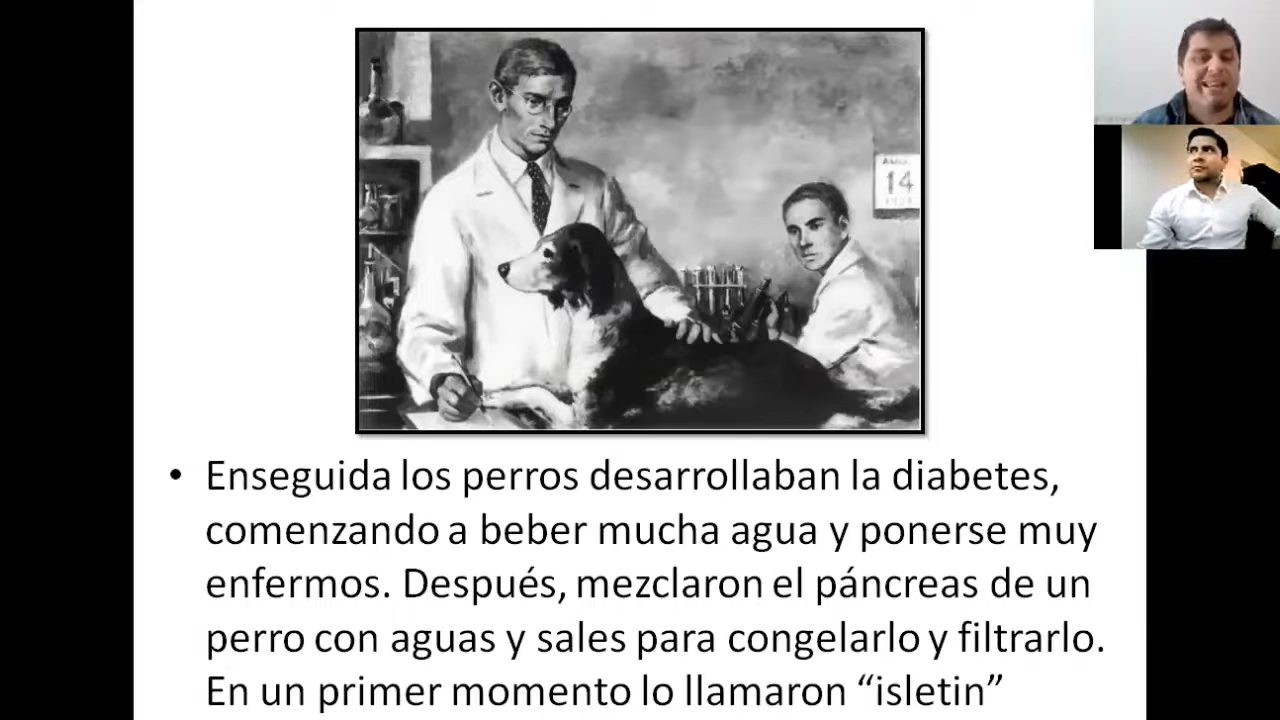 14
• Enseguida los perros desarrollaban la diabetes,
comenzando a beber mucha agua y ponerse muy
enfermos. Después, mezclaron el páncreas de un
perro con aguas y sales para congelarlo y filtrarlo.
En un primer momento lo llamaron “isletin”